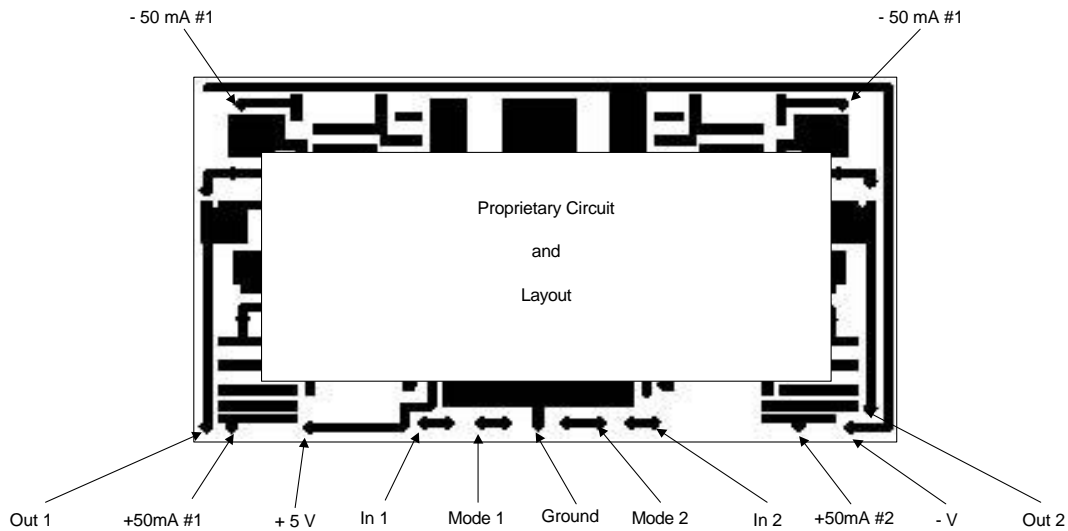 - 50 mA #1
- 50 mA #1
Proprietary Circuit
and
Layout
Out 1
+50mA #1
+ 5 V
In 1
Mode 1
Ground
Mode 2
In 2
+50mA #2
- V
Out 2